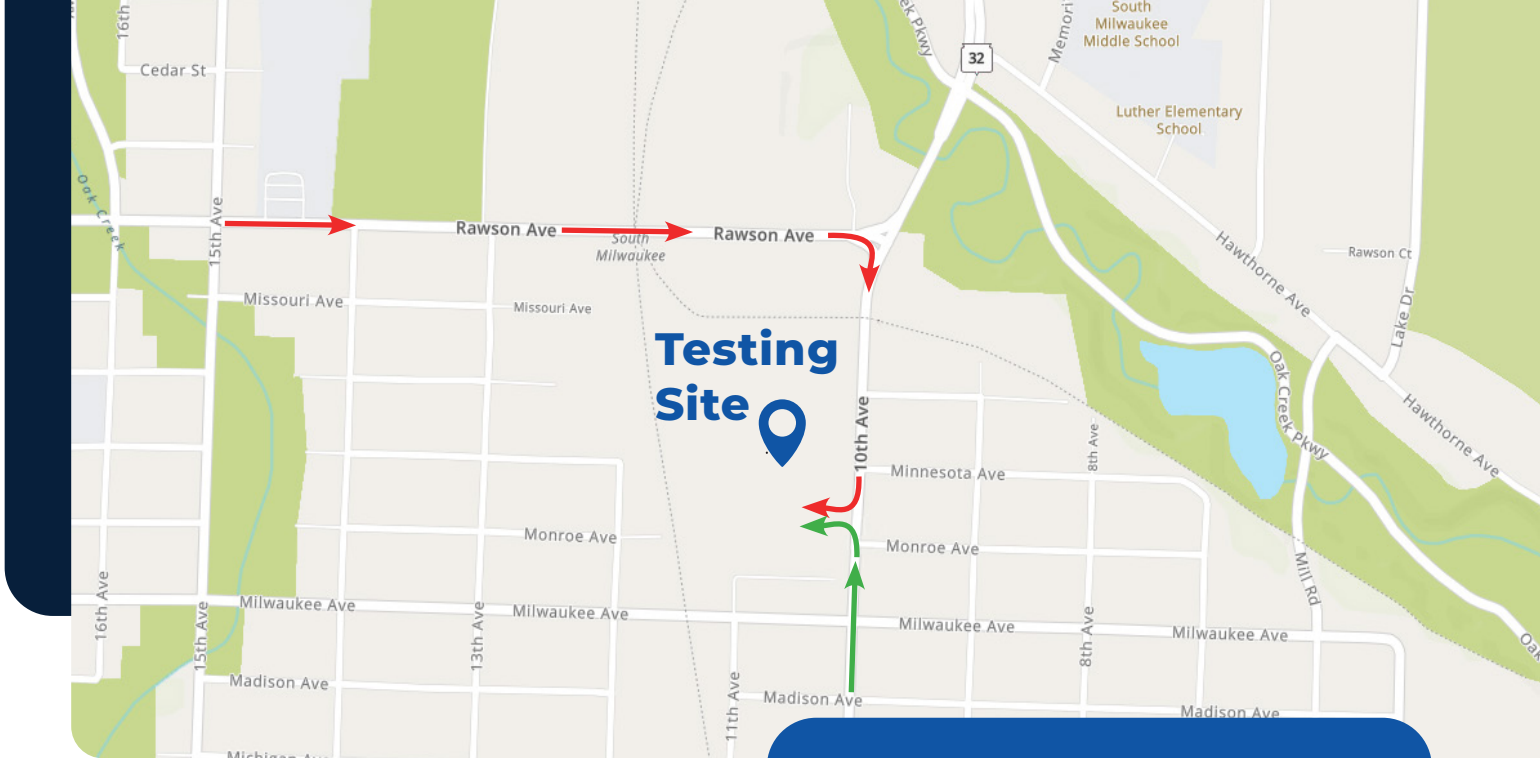 16th
ek Pkwy
South
Milwaukee
Middle School
32
Cedar St
Luther Elementary
School
Oak Creek
15th Ave
Rawson Ave
Rawson Ave
South
Milwaukee
Hawthorne Ave
Rawson Ct
Lake Dr
Missouri Ave
Missouri Ave
Testing
Site
10th Ave
Oak Creek Pkwy
Hawthorne Ave
8th Ave
Minnesota Ave
Monroe Ave
Monroe Ave
Mill Rd
16th Ave
15th Ave
Milwaukee Ave
13th Ave
Milwaukee Ave
Milwaukee Ave
8th Ave
Milwaukee Ave
Madison Ave
11th Ave
Madison Ave
Madison Ave